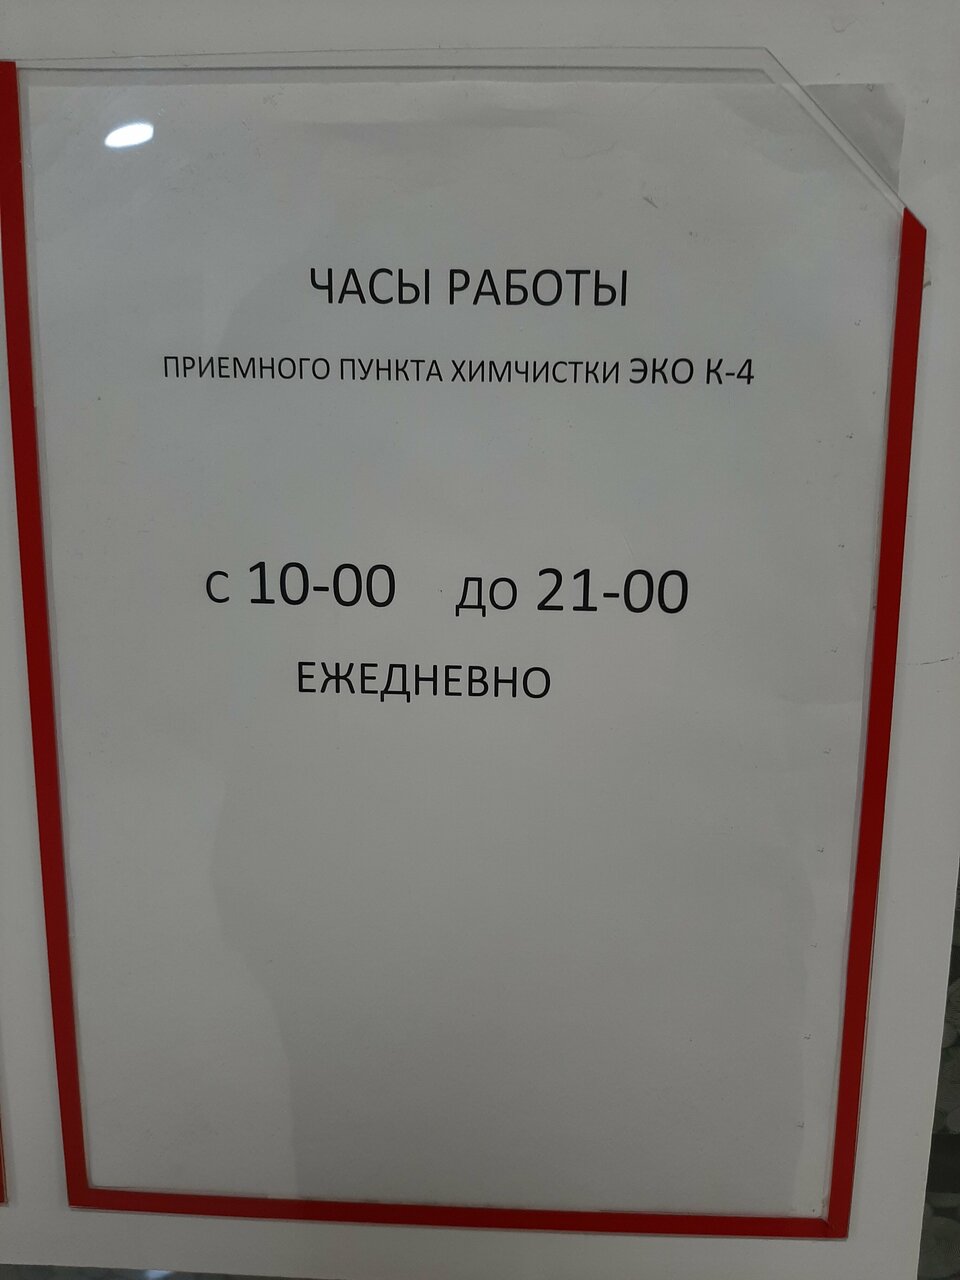 ЧАСЫ РАБОТЫ
ПРИЕМНОГО ПУНКТА ХИМЧИСТКИ ЭКО К-4
с 10-00 до 21-00
ЕЖЕДНЕВНО